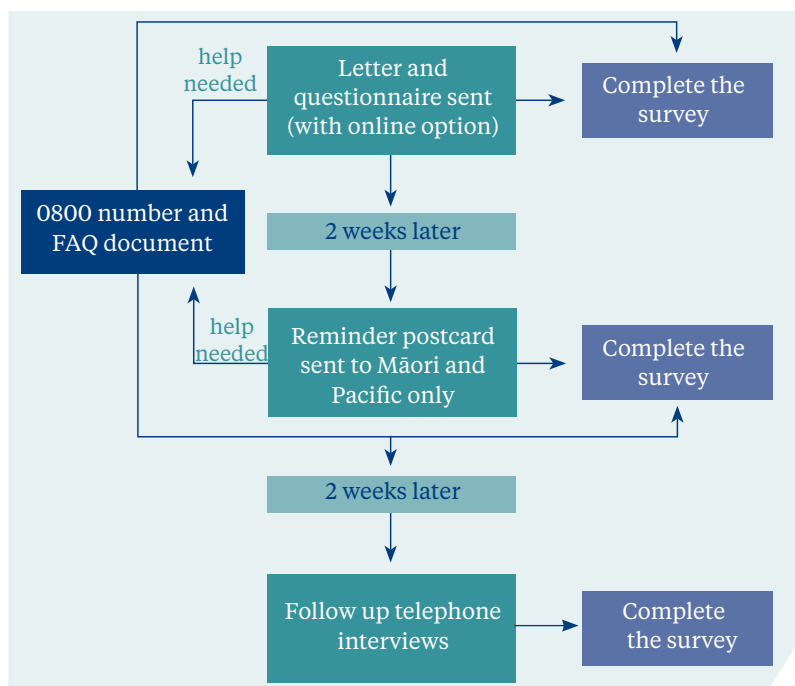 help
needed
Letter and
questionnaire sent
(with online option)
Complete the
survey
0800 number and
FAQ document
2 weeks later
help
needed
Reminder postcard
sent to Māori and
Pacific only
Complete the
survey
2 weeks later
Follow up telephone
interviews
Complete
the survey